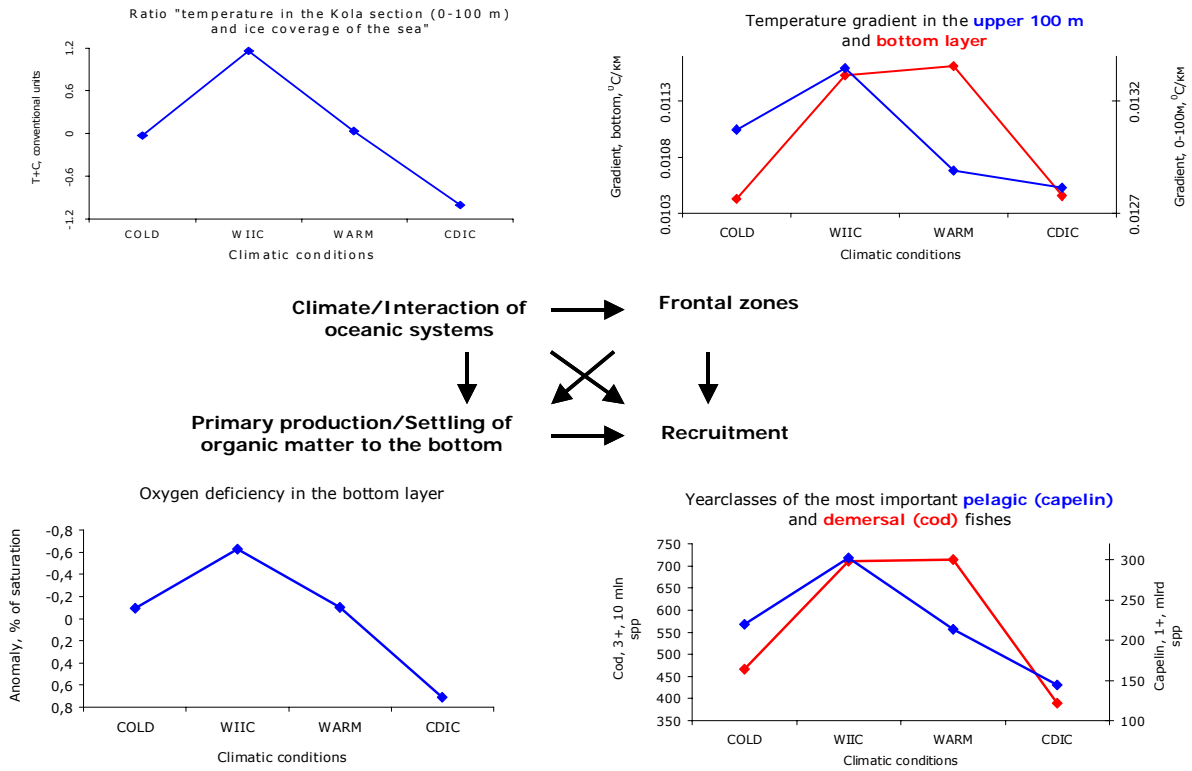 Ratio "temperature in the Kola section (0-100 m)
and ice coverage of the sea"
T+C, conventional units
1.2
0.6
0
-0.6
-1.2
COLD WIIC WARM CDIC
Climatic conditions
Temperature gradient in the upper 100 m
and bottom layer
Gradient, bottom, ⁰C/км
0.0113
0.0108
0.0103
0.0132
0.0127
Gradient, 0-100м, ⁰C/км
COLD WIIC WARM CDIC
Climatic conditions
Climate/Interaction of
oceanic systems
Frontal zones
Primary production/Settling of
organic matter to the bottom
Recruitment
Oxygen deficiency in the bottom layer
Anomaly, % of saturation
-0,8
-0,6
-0,4
-0,2
0
0,2
0,4
0,6
0,8
COLD WIIC WARM CDIC
Climatic conditions
Yearclasses of the most important pelagic (capelin)
and demersal (cod) fishes
Cod, 3+, 10 mln
spp
750
700
650
600
550
500
450
400
350
300
250
200
150
100
Capelin, 1+, mlrd
spp
COLD WIIC WARM CDIC
Climatic conditions